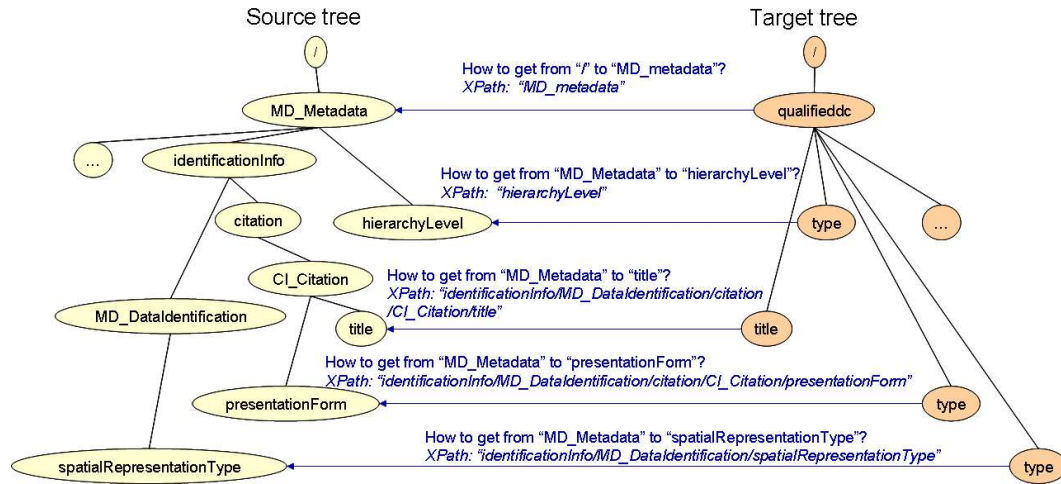 Source tree
Target tree
/
/
How to get from “/” to “MD_metadata”?
XPath: “MD_metadata”
MD_Metadata
qualifieddc
...
identificationInfo
How to get from “MD_Metadata” to “hierarchyLevel”?
XPath: “hierarchyLevel”
citation
hierarchyLevel
type
...
CI_Citation
How to get from “MD_Metadata” to “title”?
XPath: “identificationInfo/MD_DataIdentification/citation
/CI_Citation/title”
MD_DataIdentification
title
title
How to get from “MD_Metadata” to “presentationForm”?
XPath: “identificationInfo/MD_DataIdentification/citation/CI_Citation/presentationForm”
presentationForm
type
How to get from “MD_Metadata” to “spatialRepresentationType”?
XPath: “identificationInfo/MD_DataIdentification/spatialRepresentationType”
spatialRepresentationType
type